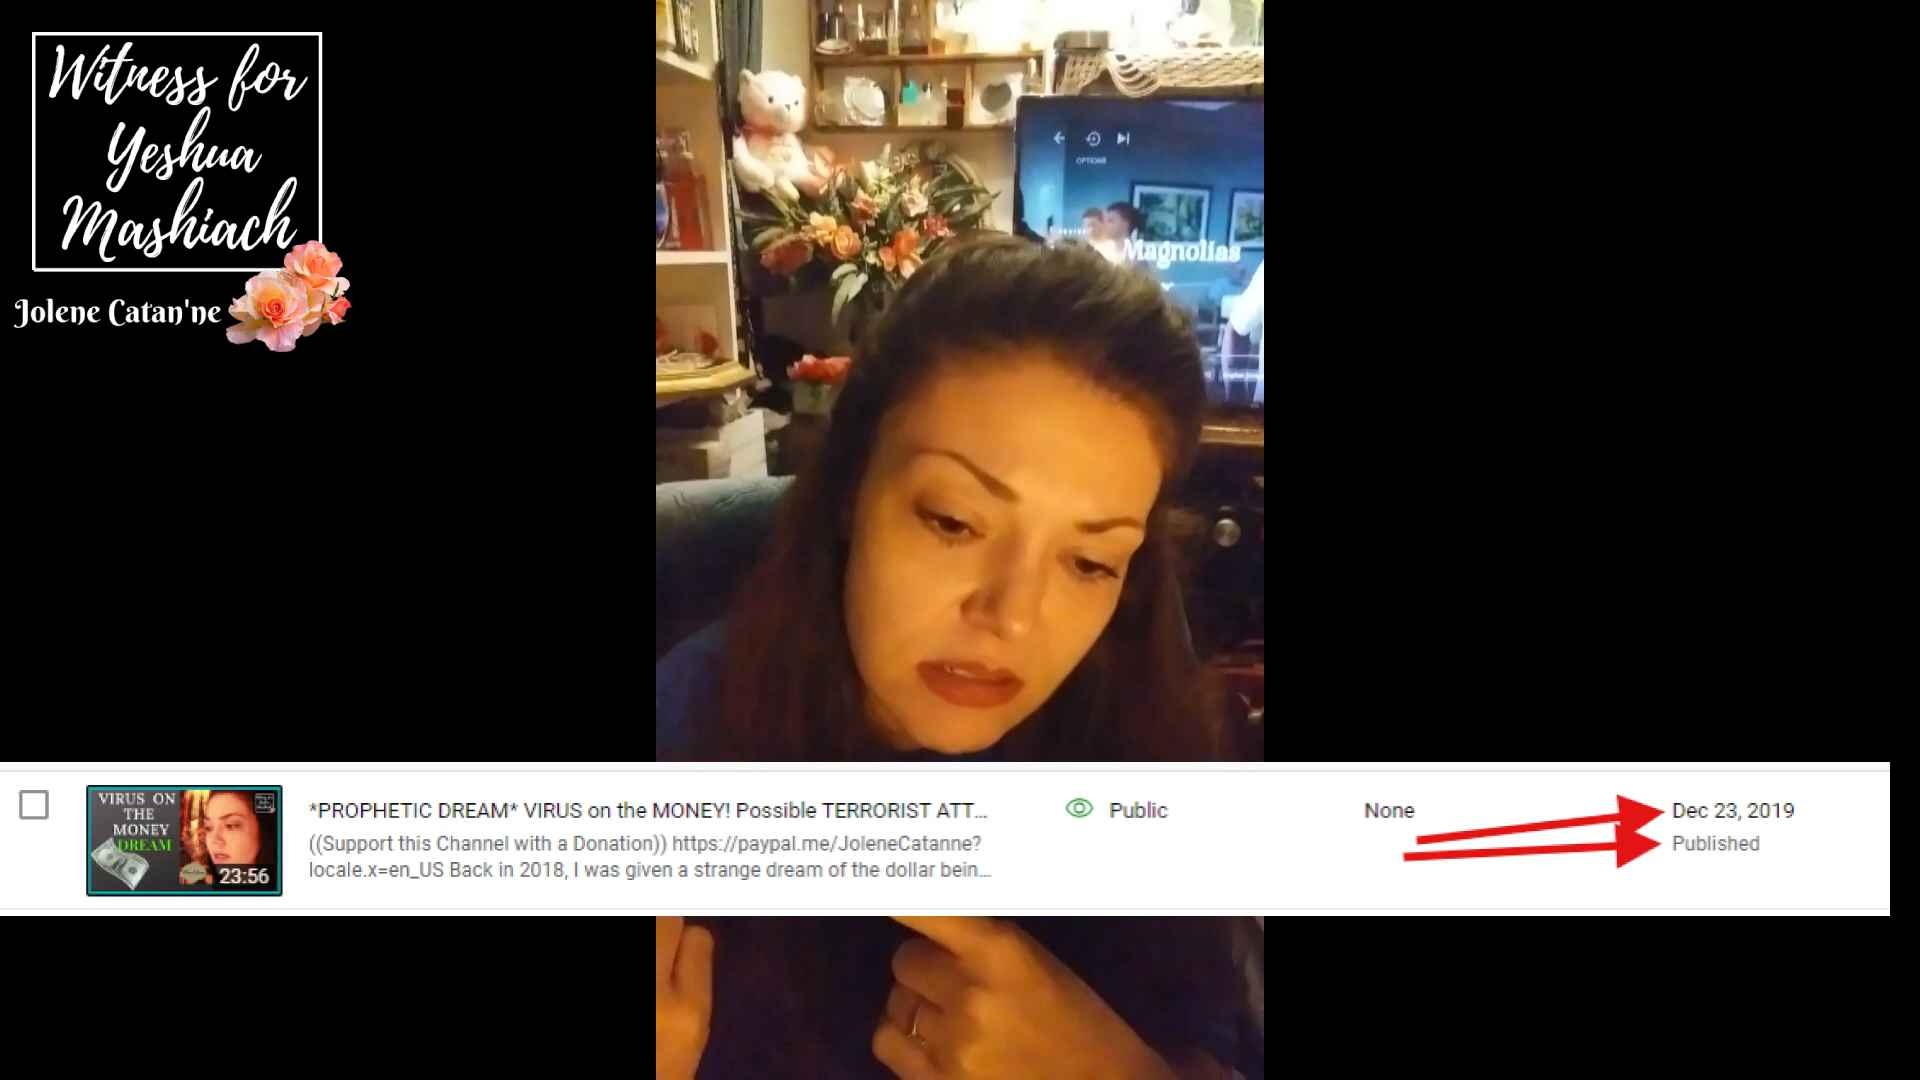 Witness for
Yeshua
Mashiach
Jolene Catan'ne
OPTIONS
Magnolias
VIRUS ON
THE
MONEY
DREAM
23:56
*PROPHETIC DREAM* VIRUS on the MONEY! Possible TERRORIST ATT...
((Support this Channel with a Donation)) https://paypal.me/JoleneCatanne?
locale.x=en_US Back in 2018, I was given a strange dream of the dollar bein...
Public
None
Dec 23, 2019
Published